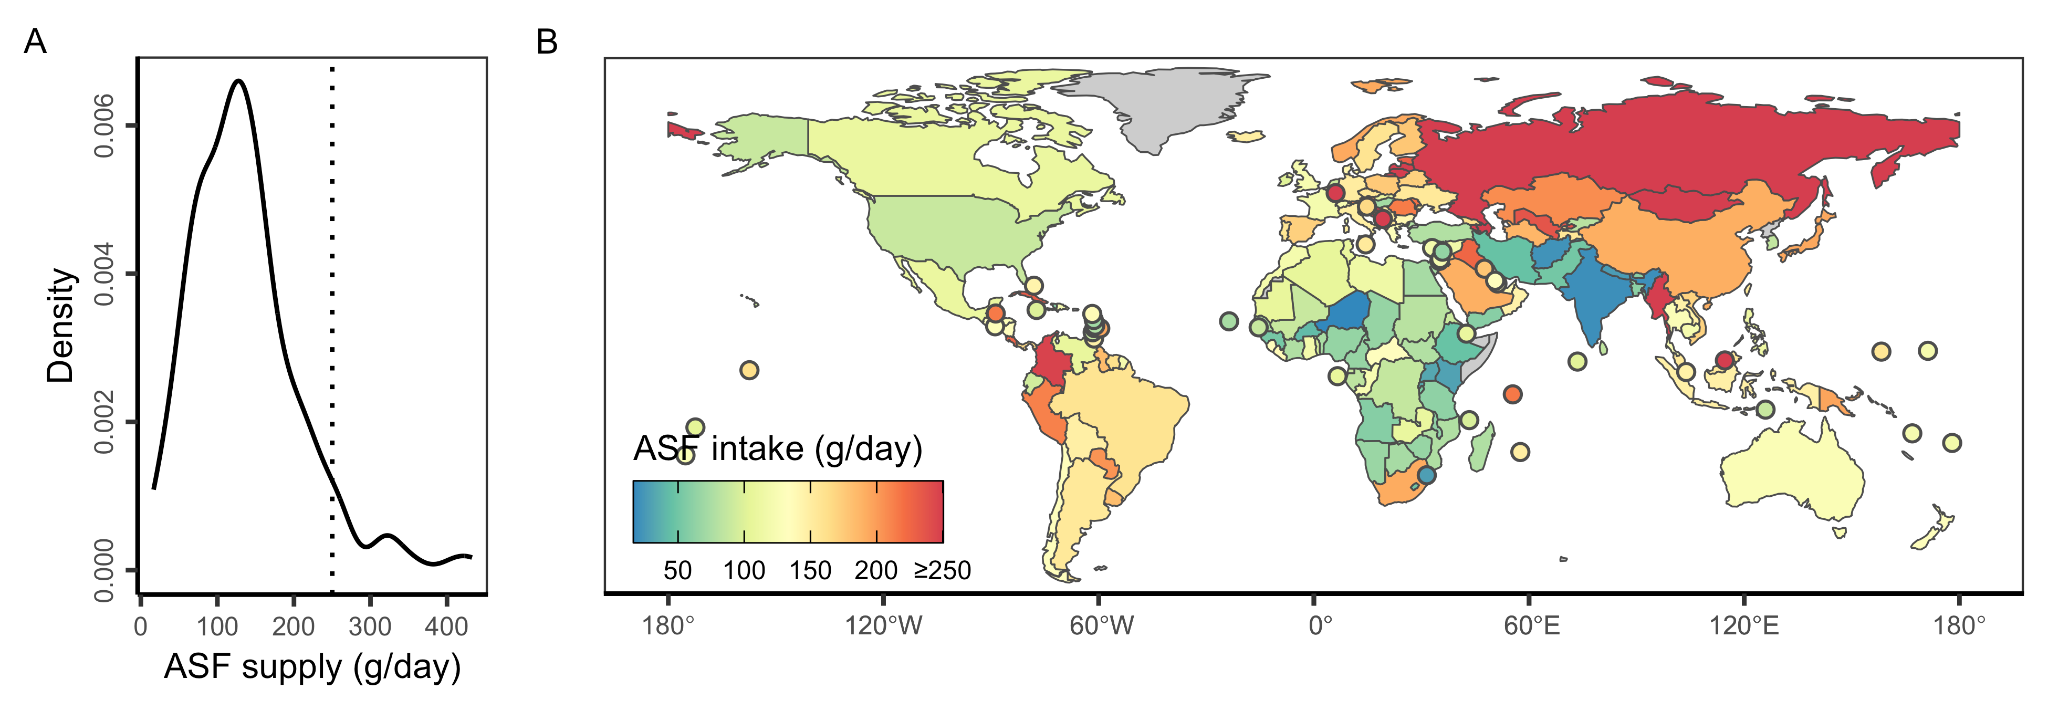 A
B
Density
0.006
0.004
0.002
0.000
0 100 200 300 400
ASF supply (g/day)
ASF intake (g/day)
50 100 150 200 ≥250
180° 120°W 60°W 0° 60°E 120°E 180°